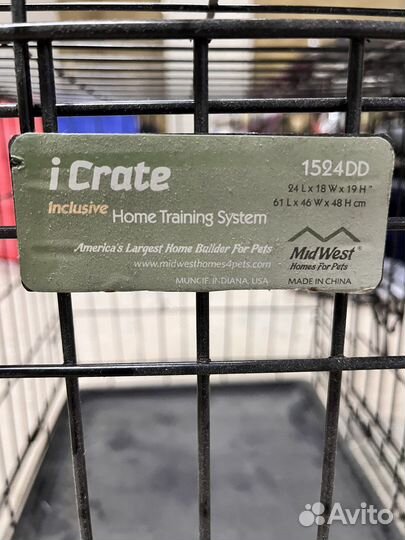 i Crate
1524DD
24 L x 18 W x 19 H "
61 L x 46 W x 48 H cm
Inclusive Home Training System
America's Largest Home Builder For Pets
www.midwesthomes4pets.com
MUNCIE, INDIANA, USA
MidWest
Homes For Pets
MADE IN CHINA
Avito